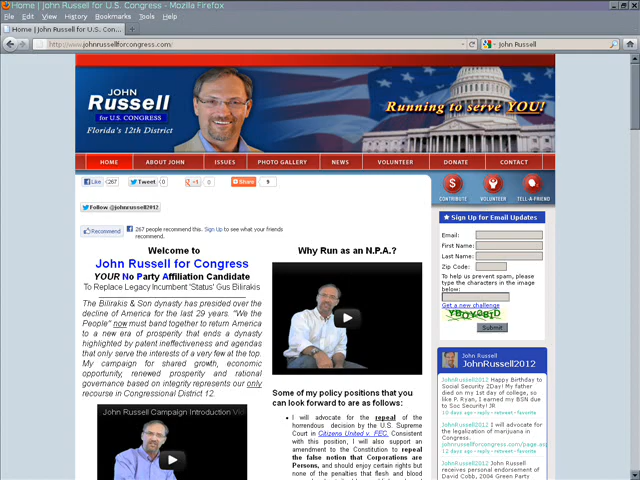 Home | John Russell for U.S. Congress - Mozilla Firefox
File Edit View History Bookmarks Tools Help
Home | John Russell for U.S. Con...
http://www.johnrussellforcongress.com/
John Russell
JOHN
Russell
for U.S. CONGRESS
Florida's 12th District
Running to serve YOU!
HOME ABOUT JOHN ISSUES PHOTO GALLERY NEWS VOLUNTEER DONATE CONTACT
Like 267 Tweet 0 +1 0 Share 9
CONTRIBUTE VOLUNTEER TELL-A-FRIEND
Follow @johnrussell2012
Recommend 267 people recommend this. Sign Up to see what your friends
recommend.
Welcome to
John Russell for Congress
YOUR No Party Affiliation Candidate
To Replace Legacy Incumbent 'Status' Gus Bilirakis
The Bilirakis & Son dynasty has presided over the
decline of America for the last 29 years. "We the
People" now must band together to return America
to a new era of prosperity that ends a dynasty
highlighted by patent ineffectiveness and agendas
that only serve the interests of a very few at the top.
My campaign for shared growth, economic
opportunity, renewed prosperity and rational
governance based on integrity represents our only
recourse in Congressional District 12.
John Russell Campaign Introduction
Why Run as an N.P.A.?
Some of my policy positions that you
can look forward to are as follows:
I will advocate for the repeal of the
horrendous decision by the U.S. Supreme
Court in Citizens United v. FEC. Consistent
with this position, I will also support an
amendment to the Constitution to repeal
the false notion that Corporations are
Persons, and should enjoy certain rights but
none of the penalties that flesh and blood
Sign Up for Email Updates
Email:
First Name:
Last Name:
Zip Code:
To help us prevent spam, please
type the characters in the image
below:
Get a new challenge
Submit
John Russell
JohnRussell2012
JohnRussell2012 Happy Birthday to
Social Security 2Day! My father
died on my 1st day of college, so
like P. Ryan, I earned my BSN due
to Soc Security! JR
10 days ago · reply · retweet · favorite
JohnRussell2012 I will advocate for
the legalization of marijuana in
Congress.
johnrussellforcongress.com/page.asp
12 days ago · reply · retweet · favorite
JohnRussell2012 John Russell
receives personal endorsement of
David Cobb, 2004 Green Party